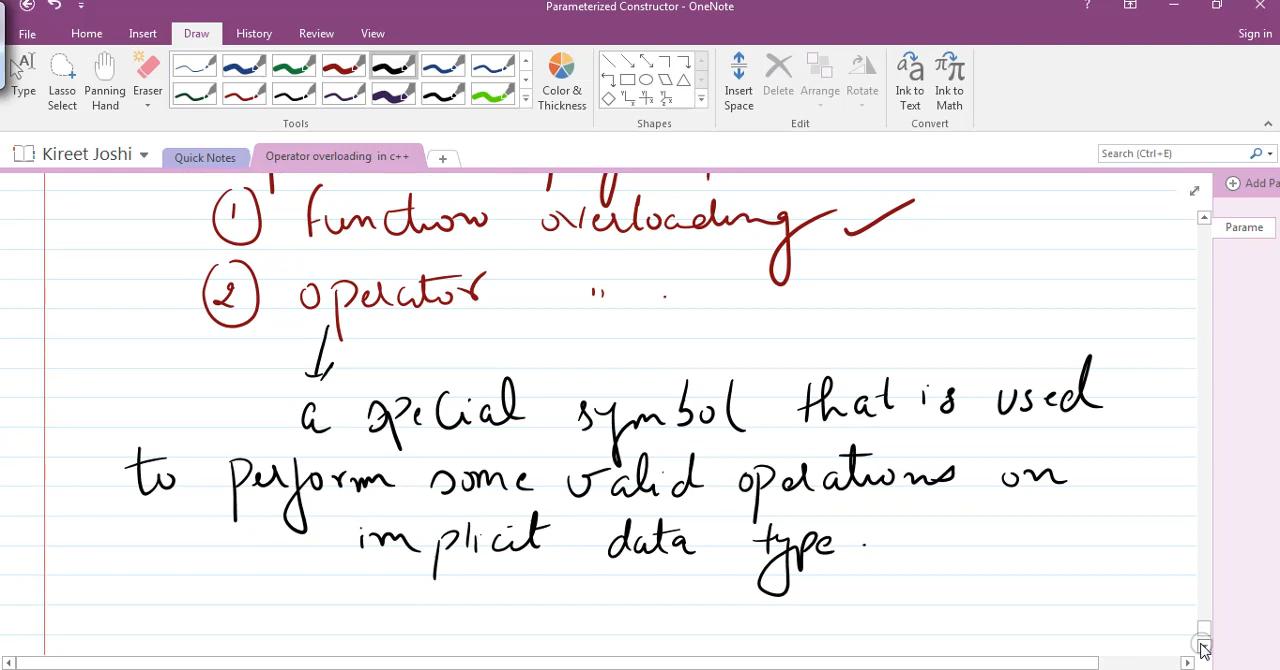 Parameterized Constructor - OneNote
?
File
Home
Insert
Draw
History
Review
View
Sign in
Type
Lasso Select
Panning Hand
Eraser
Color & Thickness
Insert Space
Delete
Arrange
Rotate
Ink to Text
Ink to Math
Tools
Shapes
Edit
Convert
Kireet Joshi
Quick Notes
Operator overloading in c++
Search (Ctrl+E)
Add Pa
Parame
① function overloading ✓
② operator " .
a special symbol that is used
to perform some valid operations on
implicit data type.